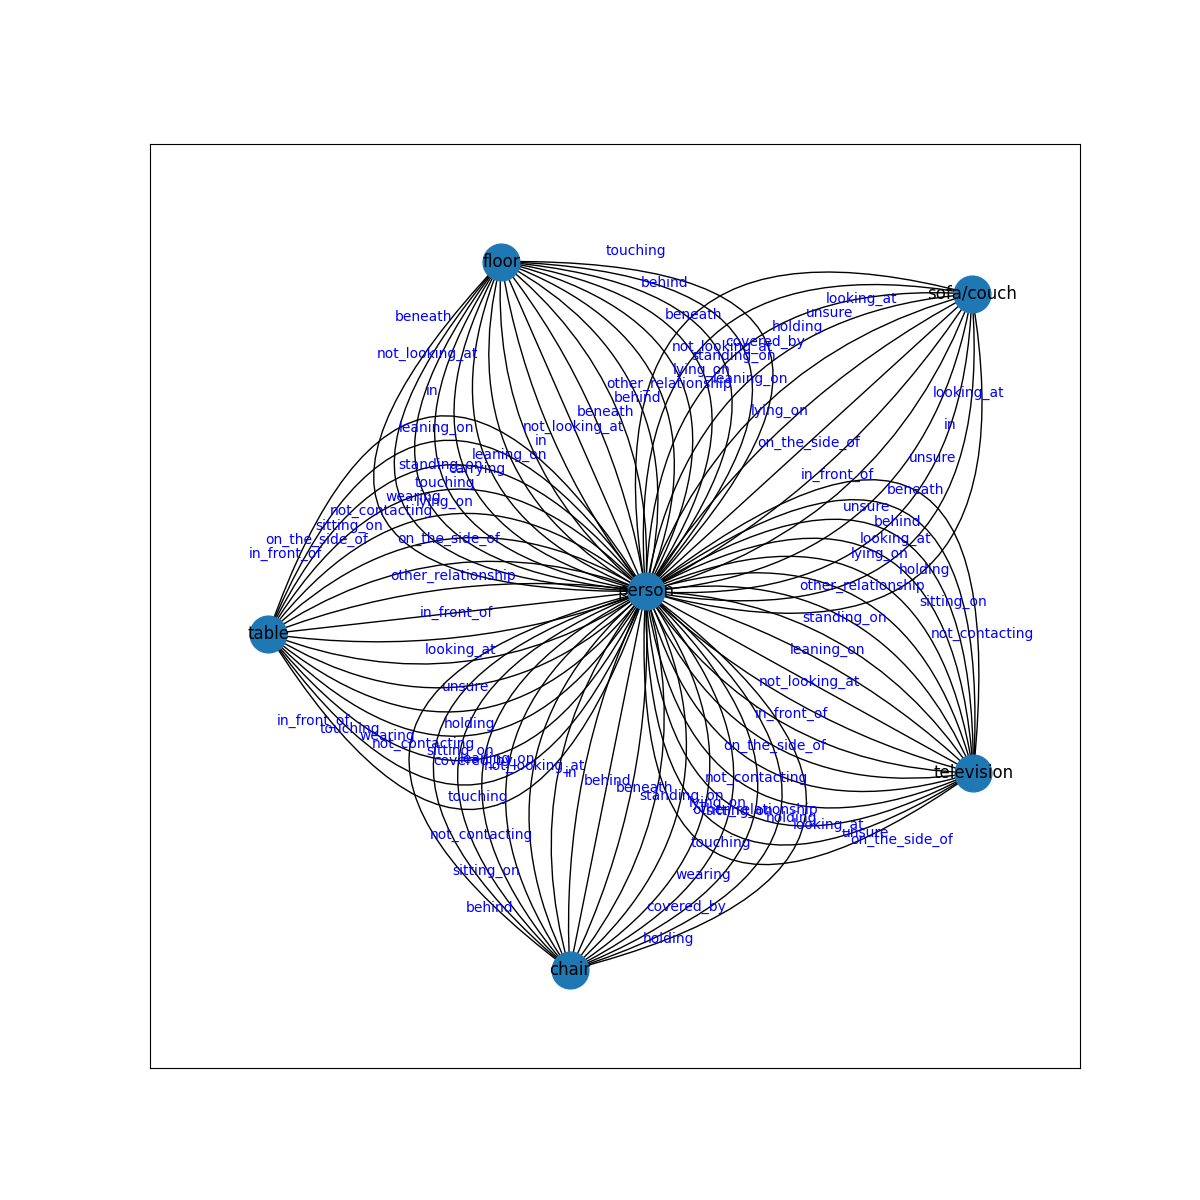 touching
floor
behind
sofa/couch
looking_at
unsure
beneath
beneath
holding
covered_by
not_looking_at
not_looking_at
standing_on
lying_on
leaning_on
other_relationship
in
looking_at
behind
beneath
lying_on
not_looking_at
in
leaning_on
in
on_the_side_of
leaning_on
unsure
standing_on
carrying
in_front_of
touching
beneath
wearing
lying_on
unsure
not_contacting
behind
sitting_on
on_the_side_of
on_the_side_of
looking_at
in_front_of
lying_on
holding
other_relationship
other_relationship
person
sitting_on
in_front_of
standing_on
table
not_contacting
looking_at
leaning_on
unsure
not_looking_at
in_front_of
in_front_of
holding
touching
wearing
not_contacting
on_the_side_of
sitting_on
covered_by
leaning_on
not_looking_at
in
television
behind
not_contacting
beneath
touching
standing_on
lying_on
other_relationship
sitting_on
holding
looking_at
unsure
not_contacting
on_the_side_of
touching
sitting_on
wearing
behind
covered_by
holding
chair